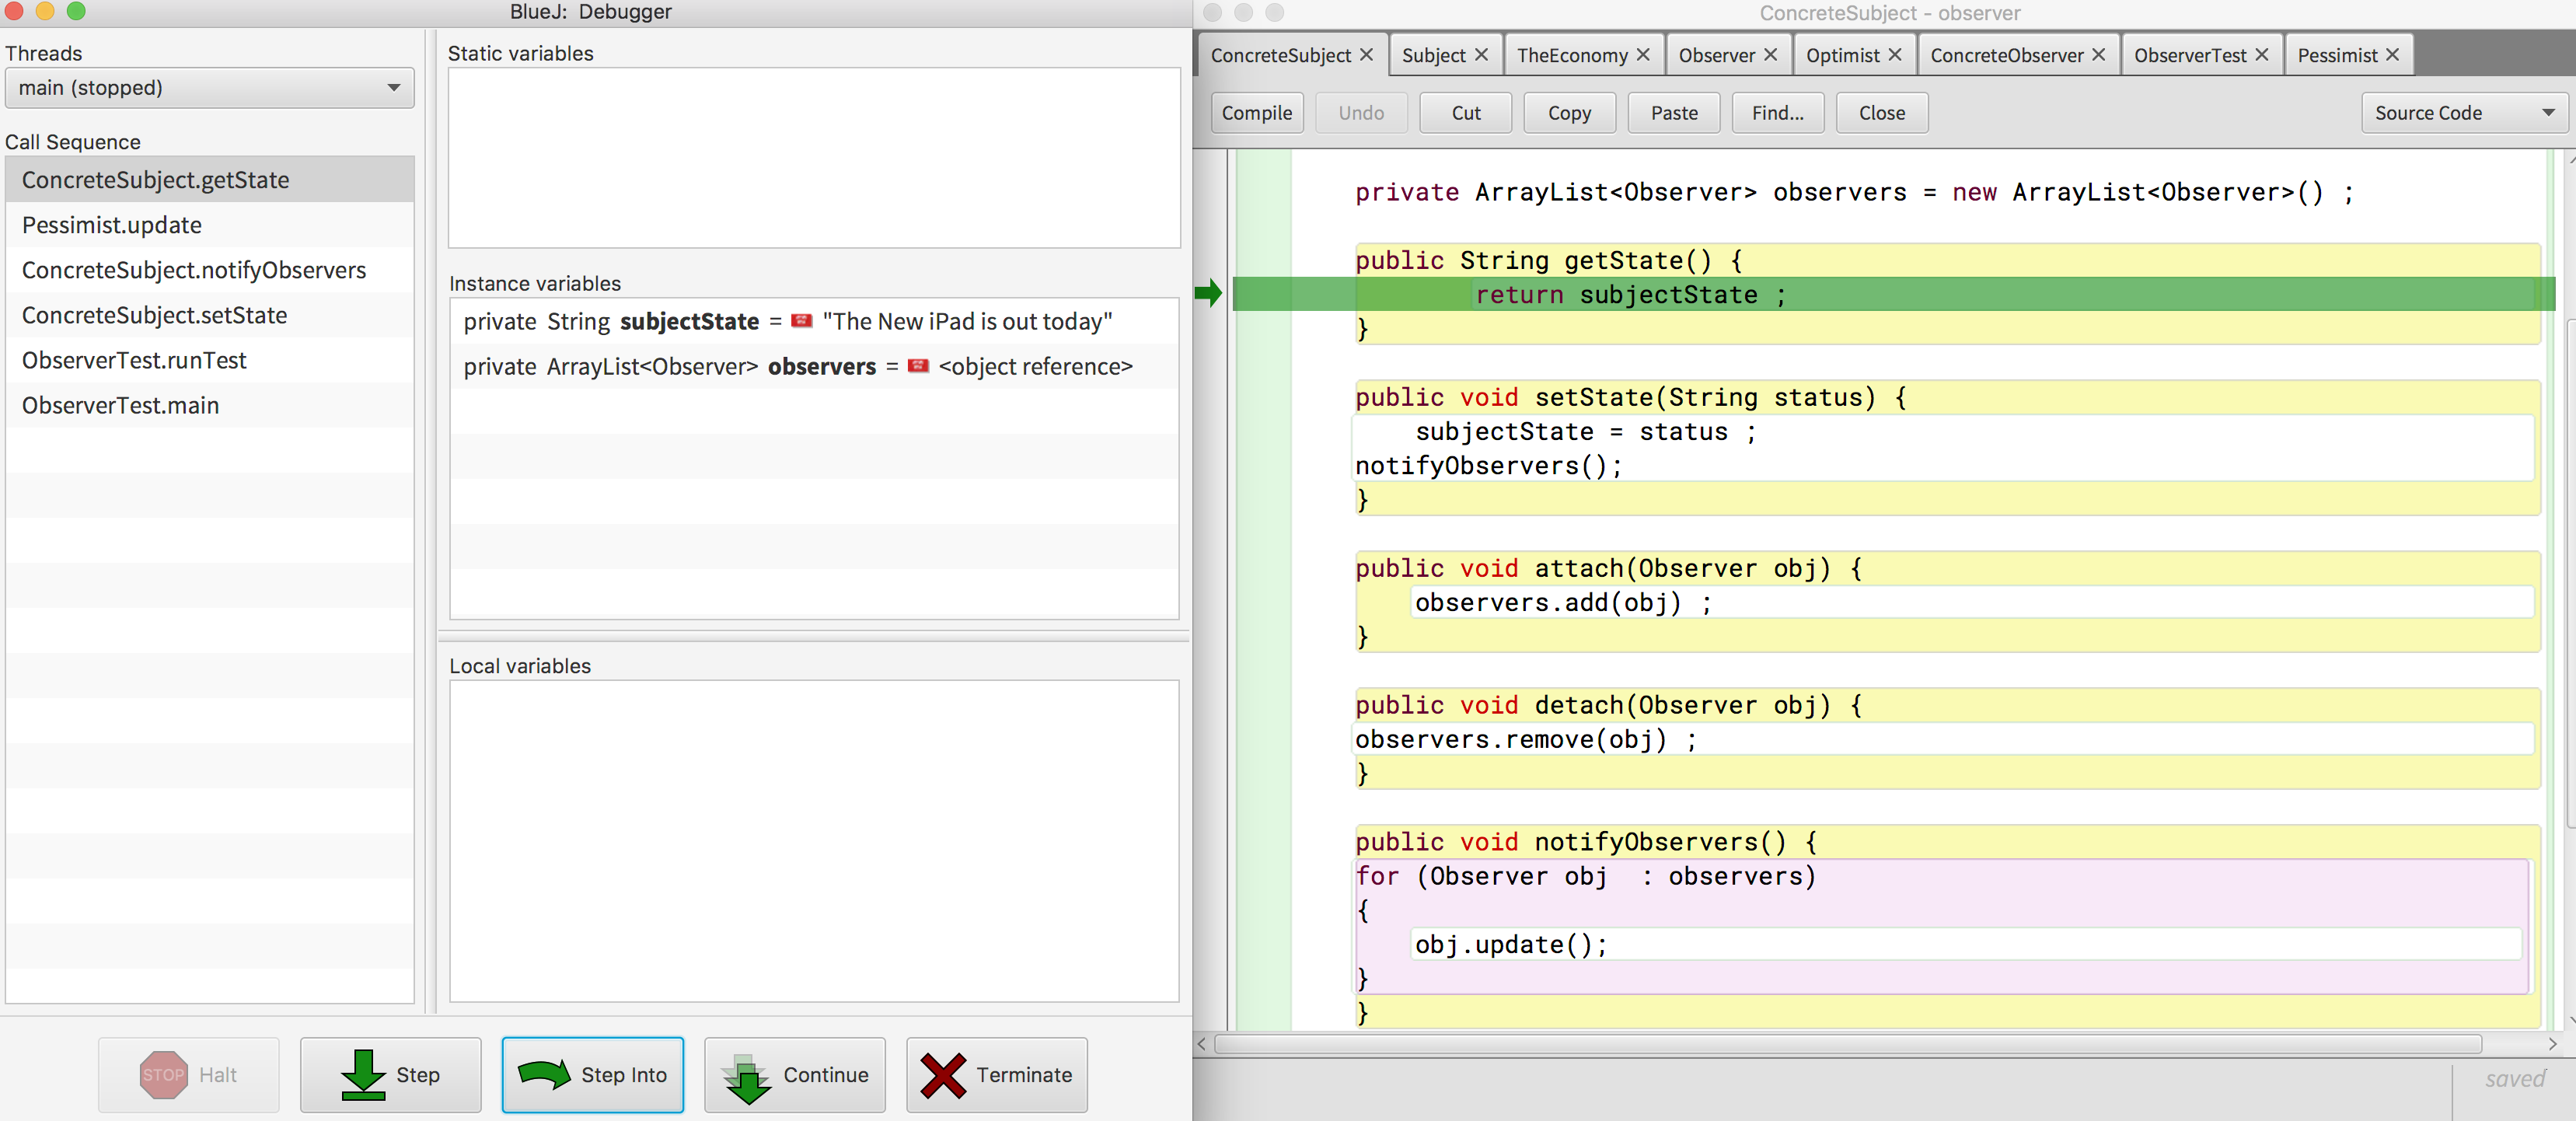 BlueJ: Debugger
Threads
main (stopped)
Call Sequence
ConcreteSubject.getState
Pessimist.update
ConcreteSubject.notifyObservers
ConcreteSubject.setState
ObserverTest.runTest
ObserverTest.main
Static variables
Instance variables
private String subjectState = "The New iPad is out today"
private ArrayList<Observer> observers = <object reference>
Local variables
STOP Halt
Step
Step Into
Continue
Terminate
ConcreteSubject - observer
ConcreteSubject Subject TheEconomy Observer Optimist ConcreteObserver ObserverTest Pessimist
Compile Undo Cut Copy Paste Find... Close Source Code
private ArrayList<Observer> observers = new ArrayList<Observer>() ;
public String getState() {
return subjectState ;
}
public void setState(String status) {
subjectState = status ;
notifyObservers();
}
public void attach(Observer obj) {
observers.add(obj) ;
}
public void detach(Observer obj) {
observers.remove(obj) ;
}
public void notifyObservers() {
for (Observer obj  : observers)
{
obj.update();
}
}
saved